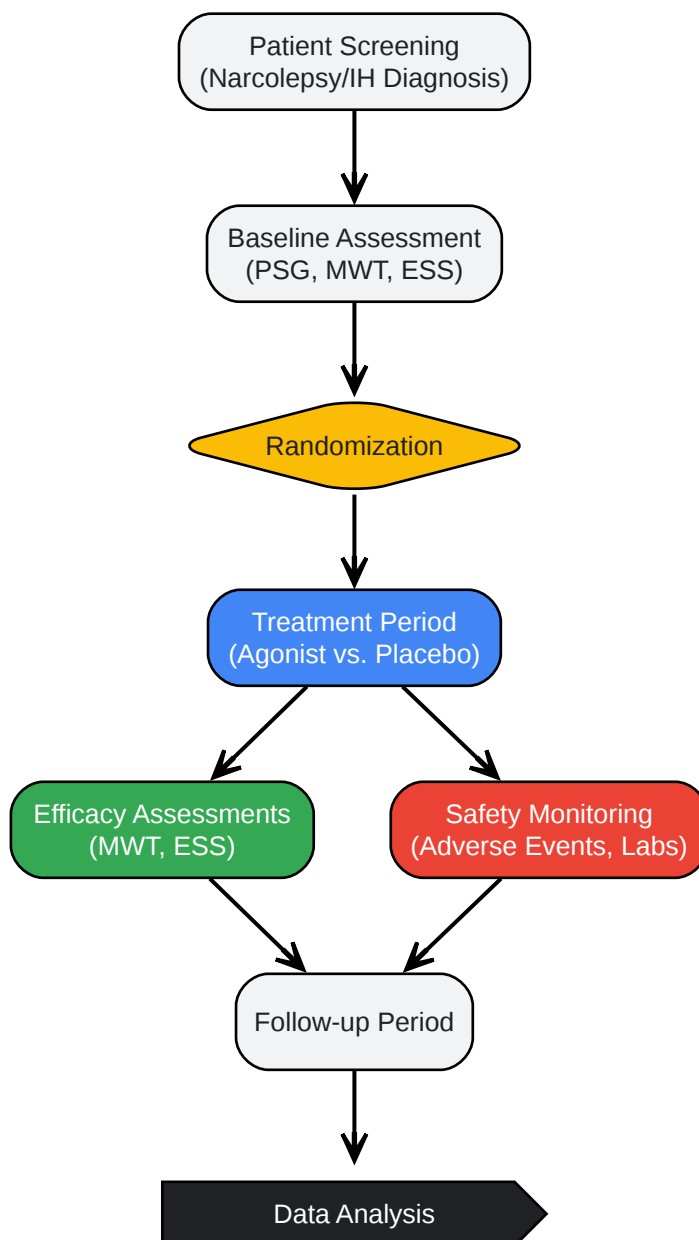 Patient Screening
(Narcolepsy/IH Diagnosis)
Baseline Assessment
(PSG, MWT, ESS)
Randomization
Treatment Period
(Agonist vs. Placebo)
Efficacy Assessments
(MWT, ESS)
Safety Monitoring
(Adverse Events, Labs)
Follow-up Period
Data Analysis